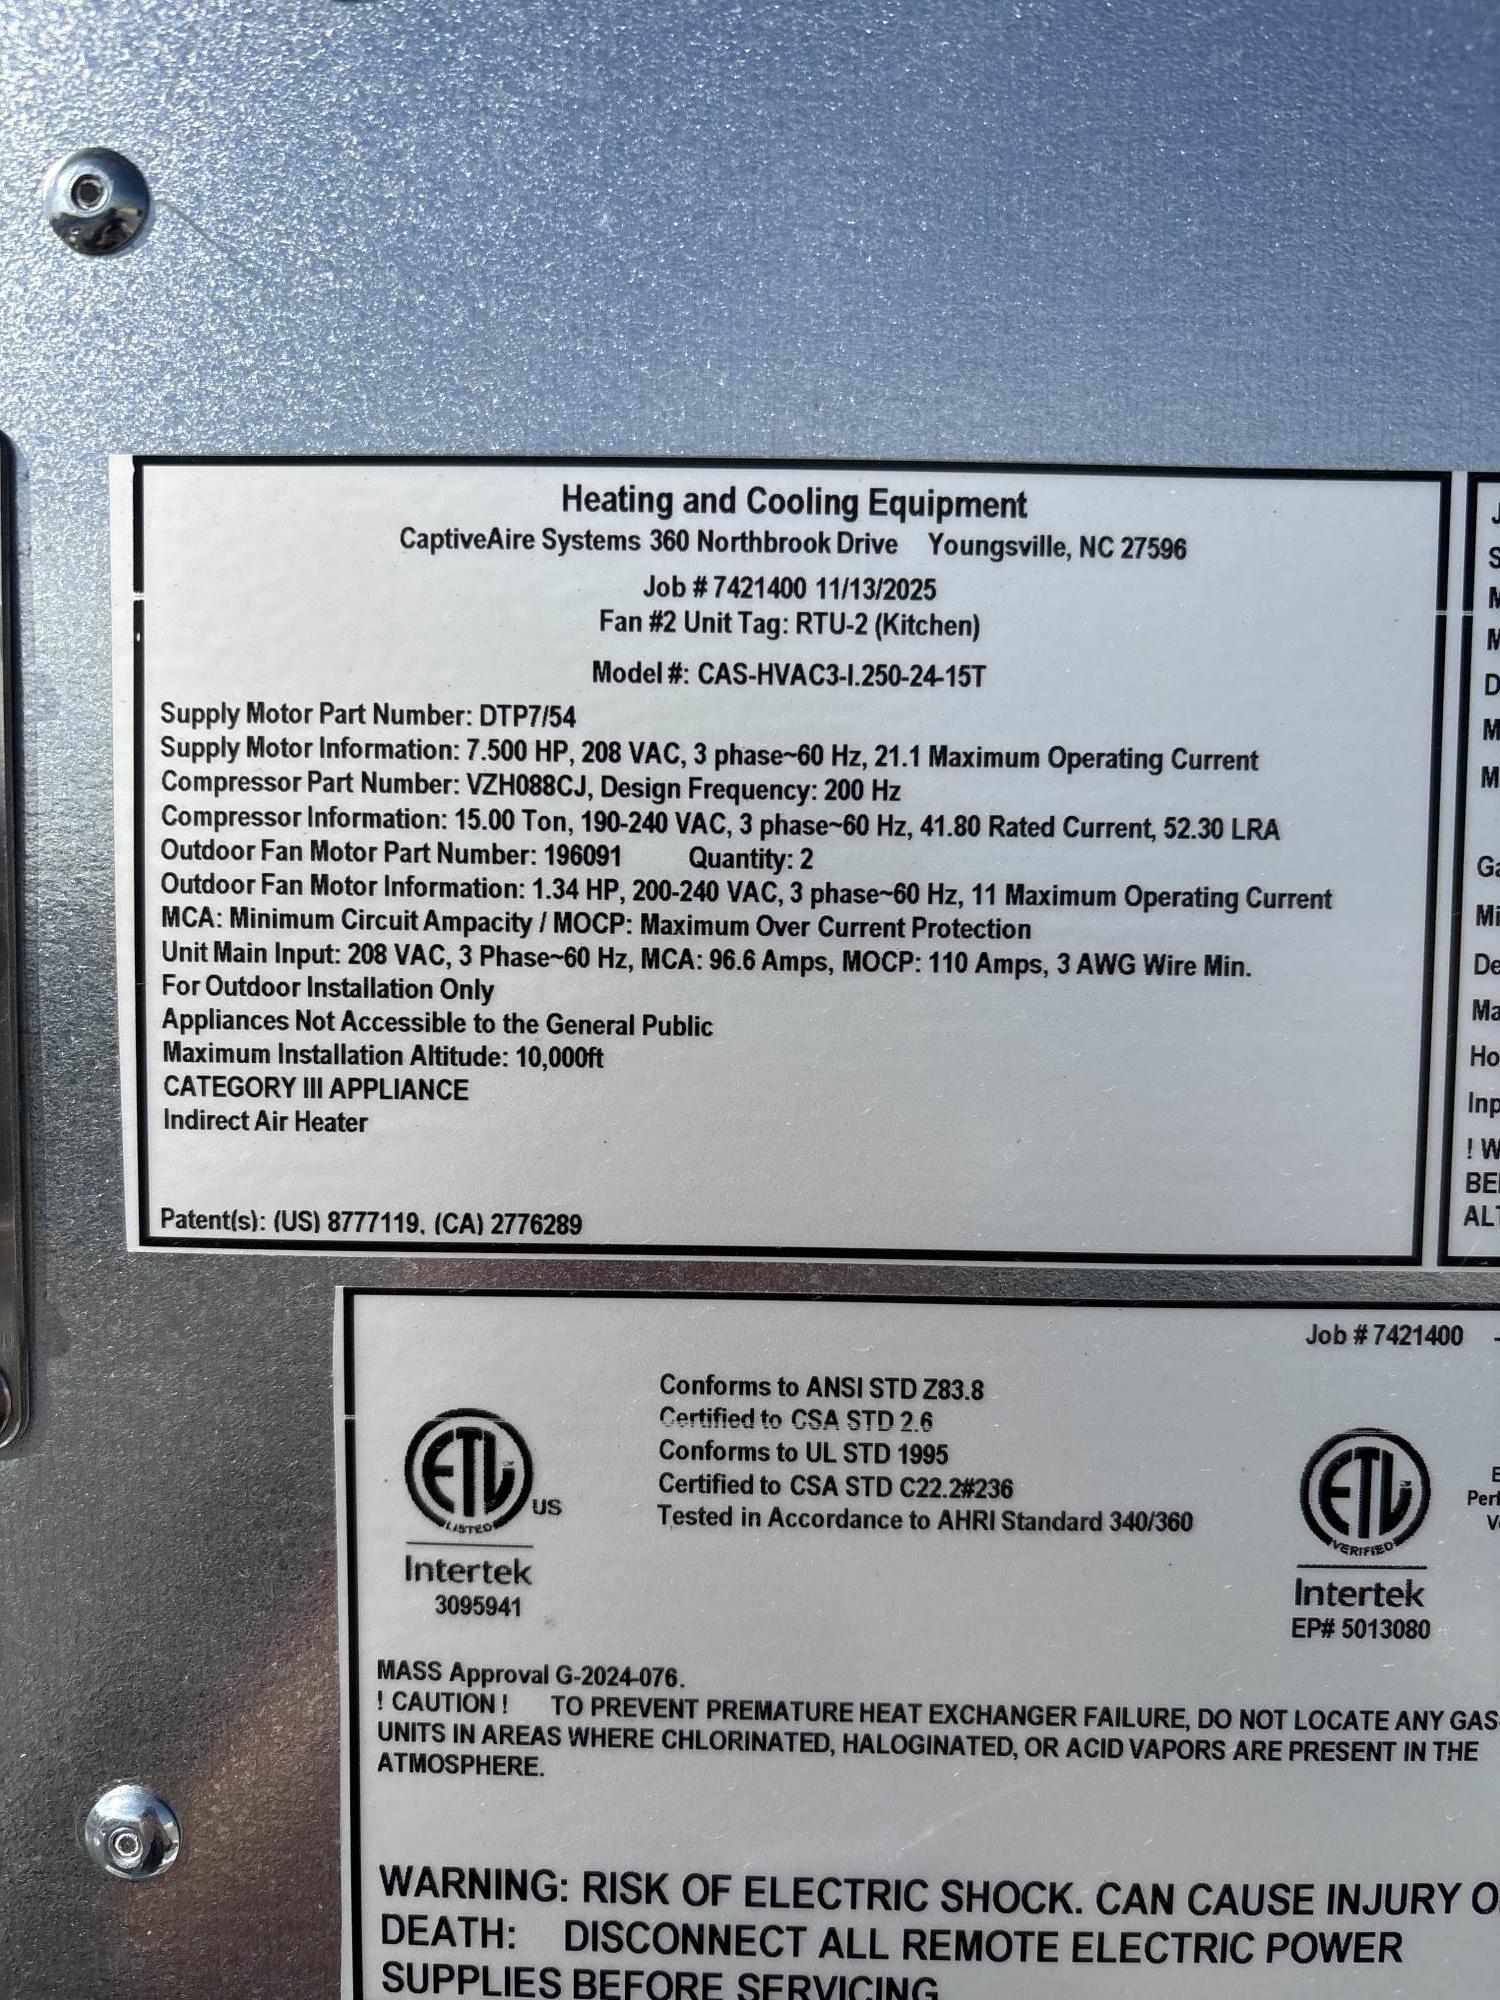 Heating and Cooling Equipment
CaptiveAire Systems 360 Northbrook Drive Youngsville, NC 27596
Job # 7421400 11/13/2025
Fan #2 Unit Tag: RTU-2 (Kitchen)
Model #: CAS-HVAC3-I.250-24-15T
Supply Motor Part Number: DTP7/54
Supply Motor Information: 7.500 HP, 208 VAC, 3 phase~60 Hz, 21.1 Maximum Operating Current
Compressor Part Number: VZH088CJ, Design Frequency: 200 Hz
Compressor Information: 15.00 Ton, 190-240 VAC, 3 phase~60 Hz, 41.80 Rated Current, 52.30 LRA
Outdoor Fan Motor Part Number: 196091 Quantity: 2
Outdoor Fan Motor Information: 1.34 HP, 200-240 VAC, 3 phase~60 Hz, 11 Maximum Operating Current
MCA: Minimum Circuit Ampacity / MOCP: Maximum Over Current Protection
Unit Main Input: 208 VAC, 3 Phase~60 Hz, MCA: 96.6 Amps, MOCP: 110 Amps, 3 AWG Wire Min.
For Outdoor Installation Only
Appliances Not Accessible to the General Public
Maximum Installation Altitude: 10,000ft
CATEGORY III APPLIANCE
Indirect Air Heater
Patent(s): (US) 8777119, (CA) 2776289
Job # 7421400
Conforms to ANSI STD Z83.8
Certified to CSA STD 2.6
Conforms to UL STD 1995
Certified to CSA STD C22.2#236
Tested in Accordance to AHRI Standard 340/360
ETL
LISTED
US
Intertek
3095941
ETL
VERIFIED
Intertek
EP# 5013080
MASS Approval G-2024-076.
! CAUTION ! TO PREVENT PREMATURE HEAT EXCHANGER FAILURE, DO NOT LOCATE ANY GAS-
UNITS IN AREAS WHERE CHLORINATED, HALOGINATED, OR ACID VAPORS ARE PRESENT IN THE
ATMOSPHERE.
WARNING: RISK OF ELECTRIC SHOCK. CAN CAUSE INJURY O
DEATH: DISCONNECT ALL REMOTE ELECTRIC POWER
SUPPLIES BEFORE SERVICING